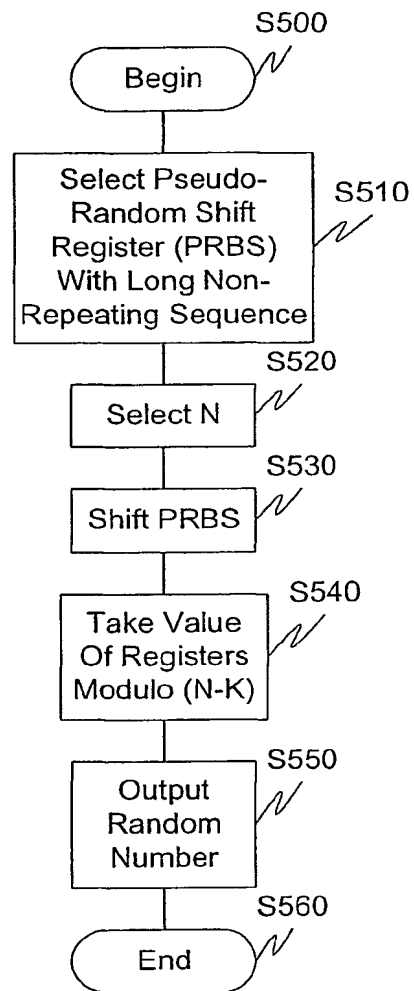 S500
Begin
S510
Select Pseudo-
Random Shift
Register (PRBS)
With Long Non-
Repeating Sequence
S520
Select N
S530
Shift PRBS
S540
Take Value
Of Registers
Modulo (N-K)
S550
Output
Random
Number
S560
End